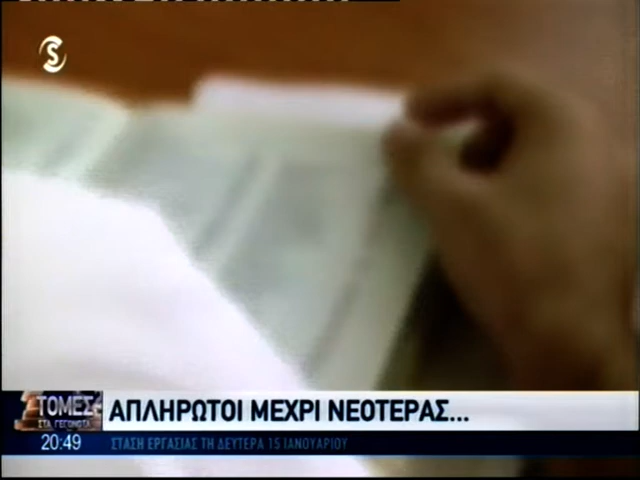 S
ΤΟΜΕΣ
ΣΤΑ ΓΕΓΟΝΟΤΑ
ΑΠΛΗΡΩΤΟΙ ΜΕΧΡΙ ΝΕΟΤΕΡΑΣ...
20:49
ΣΤΑΣΗ ΕΡΓΑΣΙΑΣ ΤΗ ΔΕΥΤΕΡΑ 15 ΙΑΝΟΥΑΡΙΟΥ